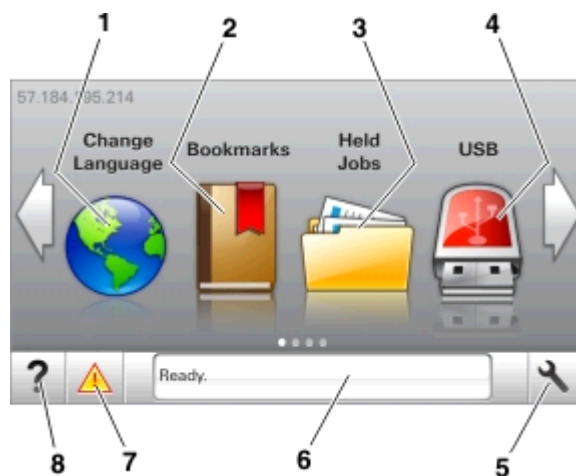 1
2
3
4
57.184.195.214
Change
Language
Bookmarks
Held
Jobs
USB
?
Ready.
8
7
6
5